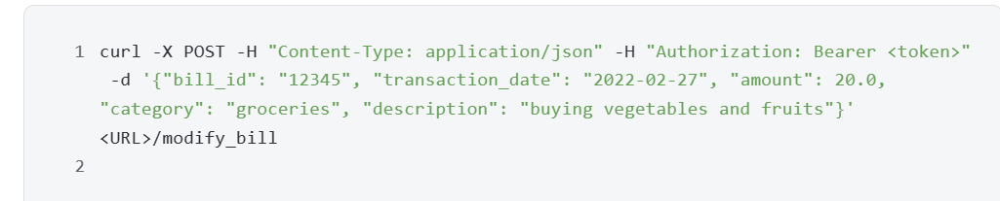 1 curl -X POST -H "Content-Type: application/json" -H "Authorization: Bearer <token>"
-d '{"bill_id": "12345", "transaction_date": "2022-02-27", "amount": 20.0,
"category": "groceries", "description": "buying vegetables and fruits"}'
<URL>/modify_bill
2